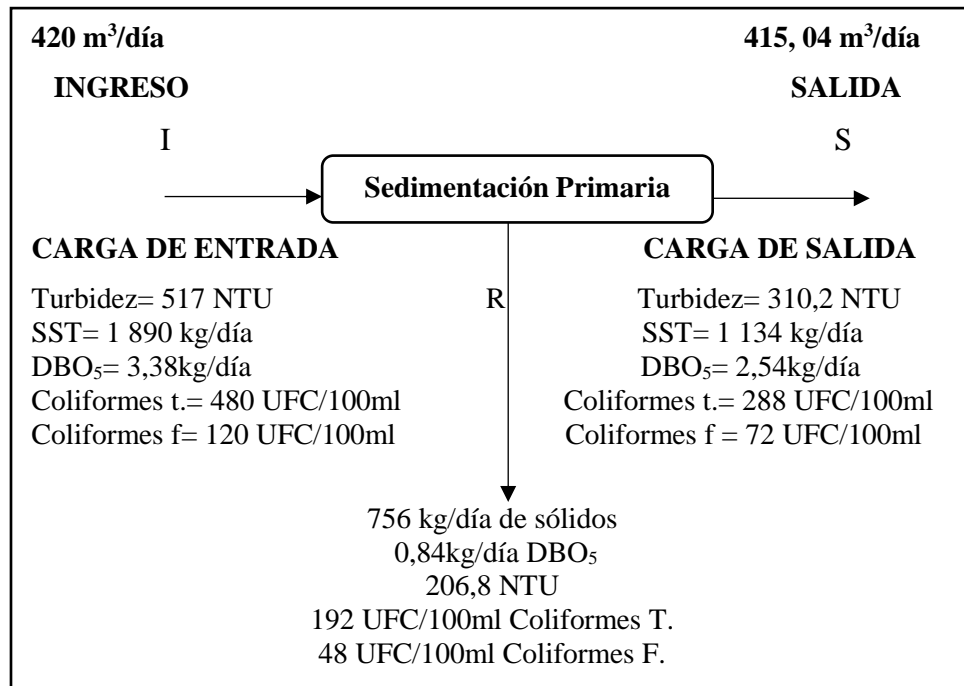 420 m³/día
415, 04 m³/día
INGRESO
SALIDA
I
S
Sedimentación Primaria
CARGA DE ENTRADA
CARGA DE SALIDA
Turbidez= 517 NTU
SST= 1 890 kg/día
DBO₅= 3,38kg/día
Coliformes t.= 480 UFC/100ml
Coliformes f= 120 UFC/100ml
R
Turbidez= 310,2 NTU
SST= 1 134 kg/día
DBO₅= 2,54kg/día
Coliformes t.= 288 UFC/100ml
Coliformes f = 72 UFC/100ml
756 kg/día de sólidos
0,84kg/día DBO₅
206,8 NTU
192 UFC/100ml Coliformes T.
48 UFC/100ml Coliformes F.